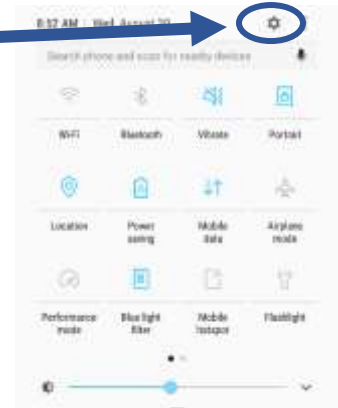 8:12 AM Wed, August 30
Search phone and scan for nearby devices
Wi-Fi Bluetooth Vibrate Portrait
Location Power saving Mobile data Airplane mode
Performance mode Blue light filter Mobile hotspot Flashlight